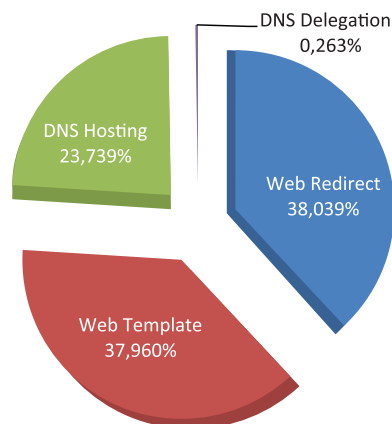 DNS Delegation
0,263%
DNS Hosting
23,739%
Web Redirect
38,039%
Web Template
37,960%